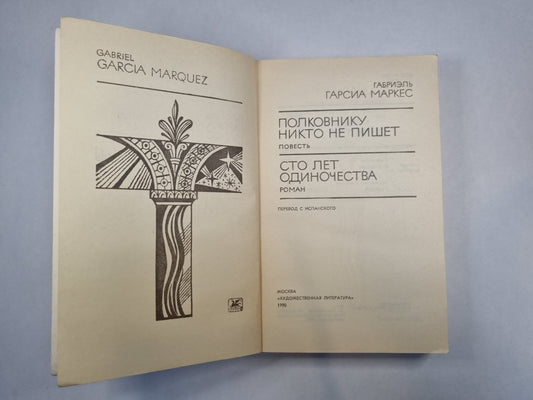 GABRIEL
GARCIA MARQUEZ
ГАБРИЭЛЬ
ГАРСИА МАРКЕС
ПОЛКОВНИКУ
НИКТО НЕ ПИШЕТ
ПОВЕСТЬ
СТО ЛЕТ
ОДИНОЧЕСТВА
РОМАН
ПЕРЕВОД С ИСПАНСКОГО
МОСКВА
«ХУДОЖЕСТВЕННАЯ ЛИТЕРАТУРА»
1990